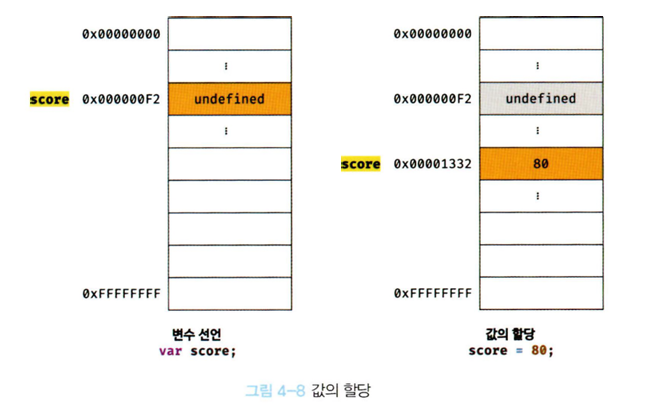 0x00000000
⋮
score 0x000000F2 undefined
⋮
0xFFFFFFFF
변수 선언
var score;
0x00000000
⋮
0x000000F2 undefined
⋮
score 0x00001332 80
⋮
0xFFFFFFFF
값의 할당
score = 80;
그림 4-8 값의 할당